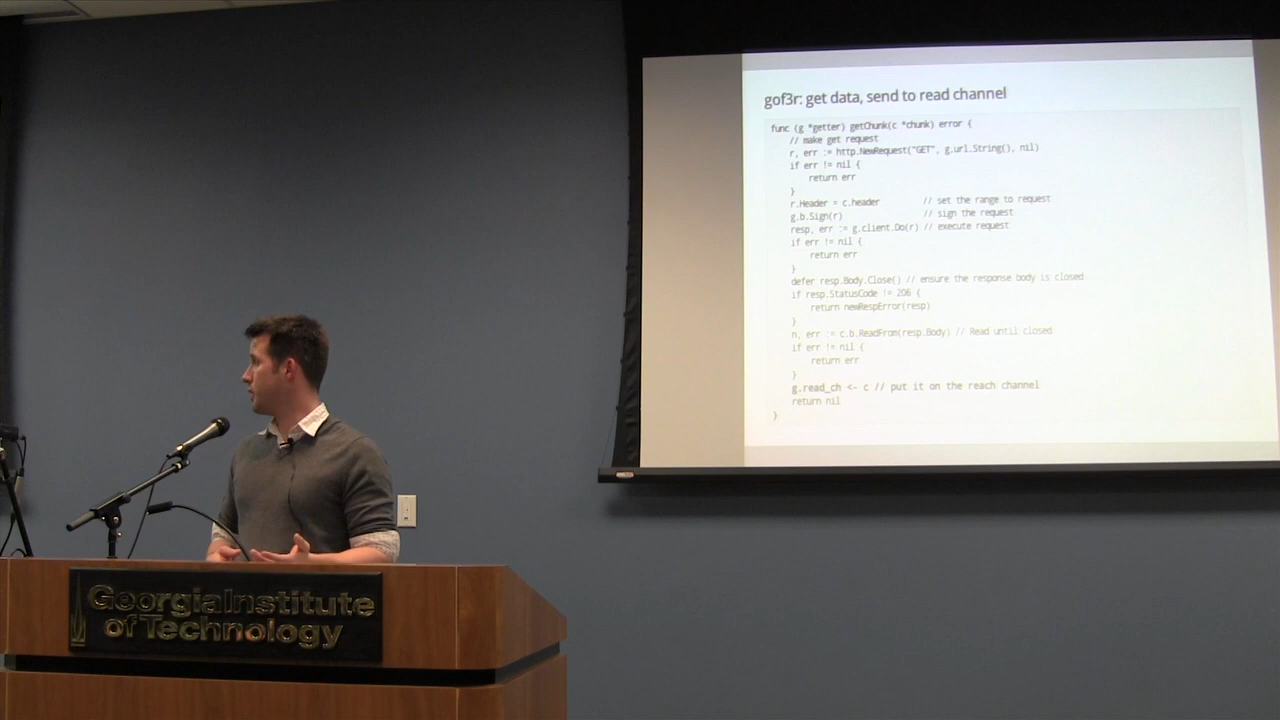 gof3r: get data, send to read channel
func (g *getter) getChunk(c *chunk) error {
// make get request
r, err := http.NewRequest("GET", g.url.String(), nil)
if err != nil {
return err
}
r.Header = c.header // set the range to request
g.b.Sign(r) // sign the request
resp, err := g.client.Do(r) // execute request
if err != nil {
return err
}
defer resp.Body.Close() // ensure the response body is closed
if resp.StatusCode != 206 {
return newRespError(resp)
}
n, err := c.b.ReadFrom(resp.Body) // Read until closed
if err != nil {
return err
}
g.read_ch <- c // put it on the reach channel
return nil
}
GeorgiaInstitute
of Technology